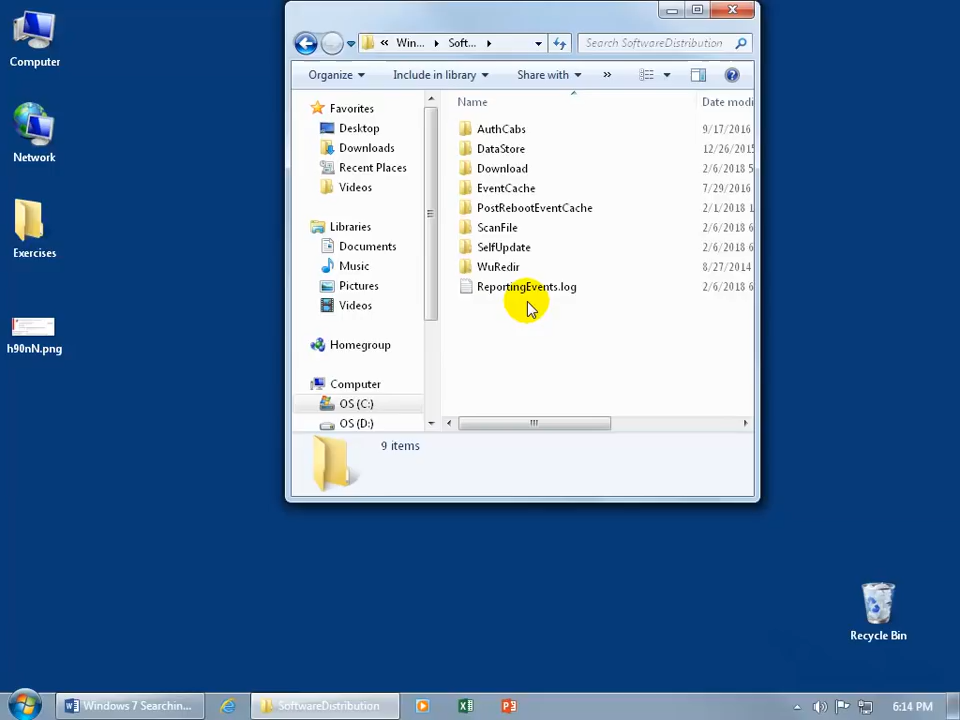 Computer
Network
Exercises
h90nN.png
« Win... Soft...
Search SoftwareDistribution
Organize Include in library Share with »
Favorites
Desktop
Downloads
Recent Places
Videos
Libraries
Documents
Music
Pictures
Videos
Homegroup
Computer
OS (C:)
OS (D:)
Name Date modi
AuthCabs 9/17/2016
DataStore 12/26/2015
Download 2/6/2018 5
EventCache 7/29/2016
PostRebootEventCache 2/1/2018 1
ScanFile 2/6/2018 6
SelfUpdate 2/6/2018 6
WuRedir 8/27/2014
ReportingEvents.log 2/6/2018 6
9 items
Recycle Bin
Windows 7 Searchin...
SoftwareDistribution
6:14 PM